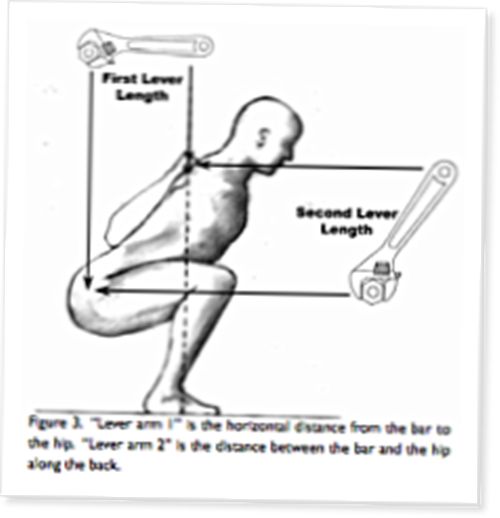 First Lever
Length
Second Lever
Length
Figure 3. "Lever arm 1" is the horizontal distance from the bar to
the hip. "Lever arm 2" is the distance between the bar and the hip
along the back.